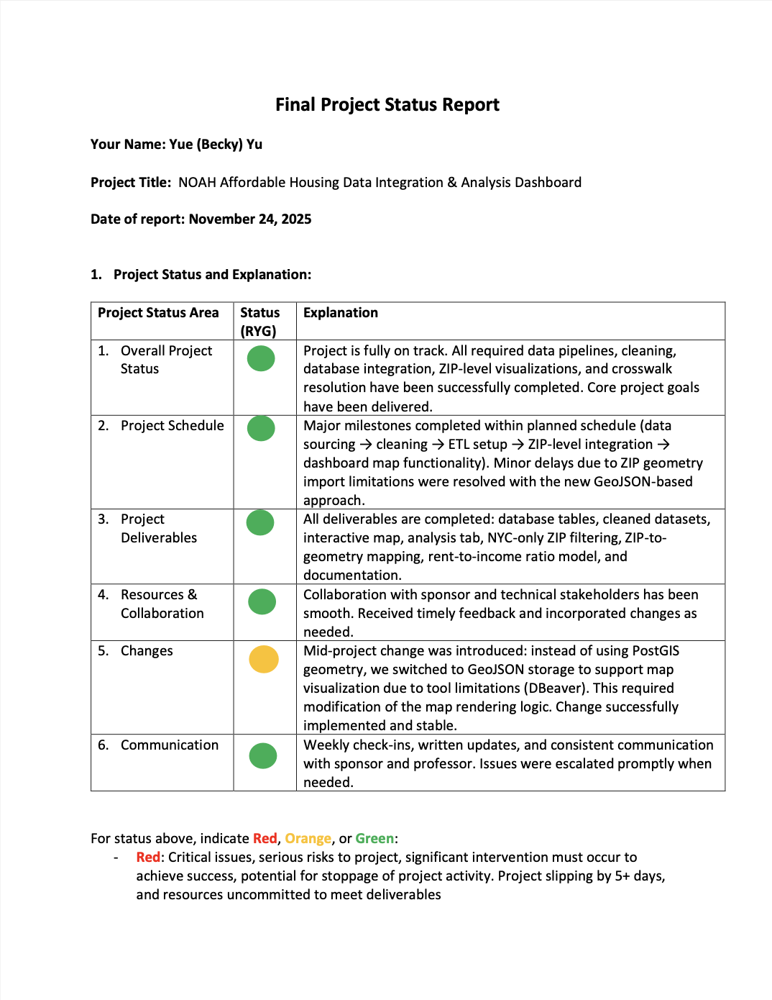 Final Project Status Report
Your Name: Yue (Becky) Yu
Project Title: NOAH Affordable Housing Data Integration & Analysis Dashboard
Date of report: November 24, 2025
1. Project Status and Explanation:
Project Status Area
Status
(RYG)
Explanation
1. Overall Project
Status
Project is fully on track. All required data pipelines, cleaning,
database integration, ZIP-level visualizations, and crosswalk
resolution have been successfully completed. Core project goals
have been delivered.
2. Project Schedule
Major milestones completed within planned schedule (data
sourcing → cleaning → ETL setup → ZIP-level integration →
dashboard map functionality). Minor delays due to ZIP geometry
import limitations were resolved with the new GeoJSON-based
approach.
3. Project
Deliverables
All deliverables are completed: database tables, cleaned datasets,
interactive map, analysis tab, NYC-only ZIP filtering, ZIP-to-
geometry mapping, rent-to-income ratio model, and
documentation.
4. Resources &
Collaboration
Collaboration with sponsor and technical stakeholders has been
smooth. Received timely feedback and incorporated changes as
needed.
5. Changes
Mid-project change was introduced: instead of using PostGIS
geometry, we switched to GeoJSON storage to support map
visualization due to tool limitations (DBeaver). This required
modification of the map rendering logic. Change successfully
implemented and stable.
6. Communication
Weekly check-ins, written updates, and consistent communication
with sponsor and professor. Issues were escalated promptly when
needed.
For status above, indicate Red, Orange, or Green:
- Red: Critical issues, serious risks to project, significant intervention must occur to
achieve success, potential for stoppage of project activity. Project slipping by 5+ days,
and resources uncommitted to meet deliverables